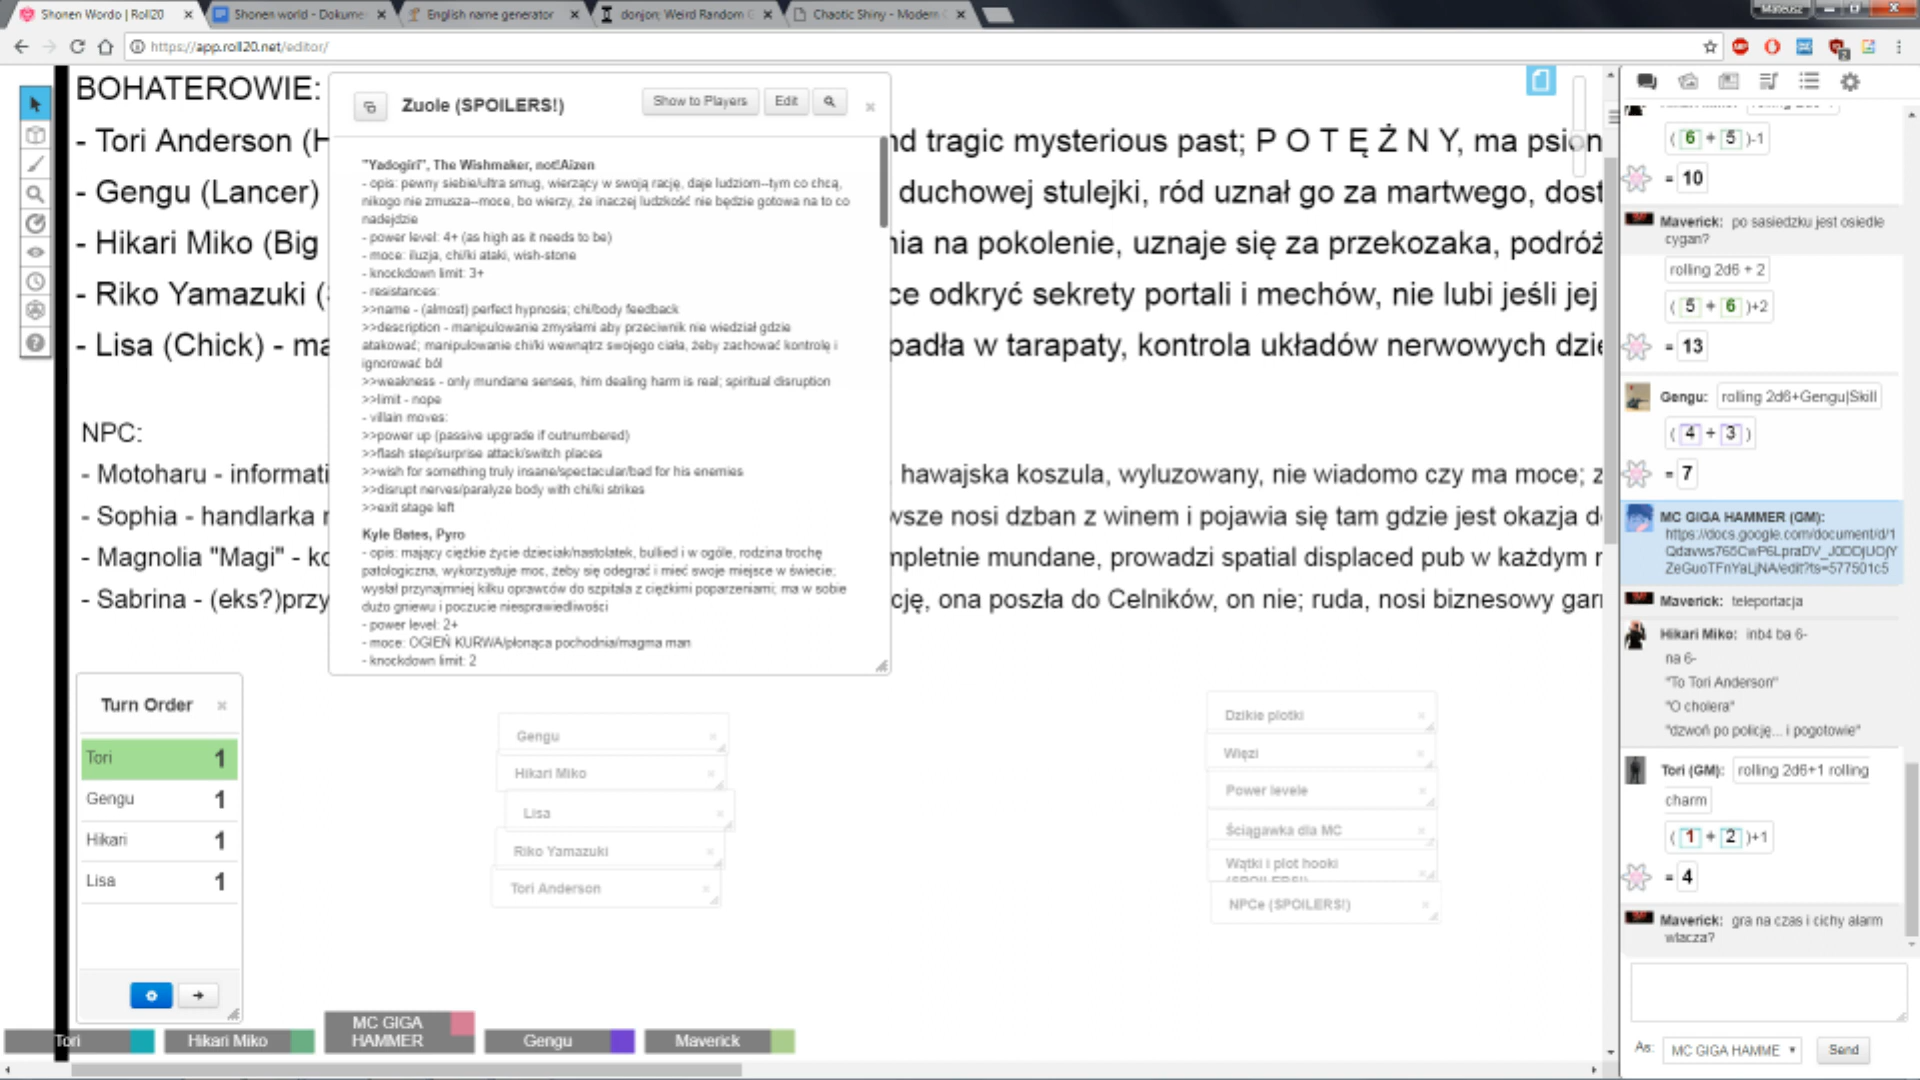 Shonen Wordo | Roll20
Shonen world - Dokume
English name generator
donjon; Weird Random G
Chaotic Shiny - Modern
Mateusz
https://app.roll20.net/editor/
BOHATEROWIE:
- Tori Anderson (H
nd tragic mysterious past; P O T Ę Ż N Y, ma psion
- Gengu (Lancer)
duchowej stulejki, ród uznał go za martwego, dost
- Hikari Miko (Big
nia na pokolenie, uznaje się za przekozaka, podróż
- Riko Yamazuki (
ce odkryć sekrety portali i mechów, nie lubi jeśli jej
- Lisa (Chick) - ma
padła w tarapaty, kontrola układów nerwowych dzie
NPC:
- Motoharu - informati
, hawajska koszula, wyluzowany, nie wiadomo czy ma moce; z
- Sophia - handlarka
wsze nosi dzban z winem i pojawia się tam gdzie jest okazja d
- Magnolia "Magi" - ko
mpletnie mundane, prowadzi spatial displaced pub w każdym
- Sabrina - (eks?)przy
cję, ona poszła do Celników, on nie; ruda, nosi biznesowy gar
Zuole (SPOILERS!)
Show to Players
Edit
"Yadogiri", The Wishmaker, not!Aizen
- opis: pewny siebie/ultra smug, wierzący w swoją rację, daje ludziom--tym co chcą,
nikogo nie zmusza--moce, bo wierzy, że inaczej ludzkość nie będzie gotowa na to co
nadejdzie
- power level: 4+ (as high as it needs to be)
- moce: iluzja, chi/ki ataki, wish-stone
- knockdown limit: 3+
- resistances:
>>name - (almost) perfect hypnosis; chi/body feedback
>>description - manipulowanie zmysłami aby przeciwnik nie wiedział gdzie
atakować; manipulowanie chi/ki wewnątrz swojego ciała, żeby zachować kontrolę i
ignorować ból
>>weakness - only mundane senses, him dealing harm is real; spiritual disruption
>>limit - nope
- villain moves:
>>power up (passive upgrade if outnumbered)
>>flash step/surprise attack/switch places
>>wish for something truly insane/spectacular/bad for his enemies
>>disrupt nerves/paralyze body with chi/ki strikes
>>exit stage left
Kyle Bates, Pyro
- opis: mający ciężkie życie dzieciak/nastolatek, bullied i w ogóle, rodzina trochę
patologiczna, wykorzystuje moc, żeby się odegrać i mieć swoje miejsce w świecie;
wysłał przynajmniej kilku oprawców do szpitala z ciężkimi poparzeniami; ma w sobie
dużo gniewu i poczucie niesprawiedliwości
- power level: 2+
- moce: OGIEŃ KURWA/płonąca pochodnia/magma man
- knockdown limit: 2
Turn Order
Tori 1
Gengu 1
Hikari 1
Lisa 1
Gengu
Hikari Miko
Lisa
Riko Yamazuki
Tori Anderson
Dzikie plotki
Więzi
Power levele
Ściągawka dla MC
Wątki i plot hooki
(SPOILERS!)
NPCe (SPOILERS!)
Tori
Hikari Miko
MC GIGA
HAMMER
Gengu
Maverick
( 6 + 5 )-1
= 10
Maverick: po sasiedzku jest osiedle
cygan?
rolling 2d6 + 2
( 5 + 6 )+2
= 13
Gengu: rolling 2d6+Gengu|Skill
( 4 + 3 )
= 7
MC GIGA HAMMER (GM):
https://docs.google.com/document/d/1
Maverick: teleportacja
Hikari Miko: inb4 ba 6-
na 6-
"To Tori Anderson"
"O cholera"
"dzwoń po policję... i pogotowie"
Tori (GM): rolling 2d6+1 rolling
charm
( 1 + 2 )+1
= 4
Maverick: gra na czas i cichy alarm
wlacza?
As: MC GIGA HAMME
Send